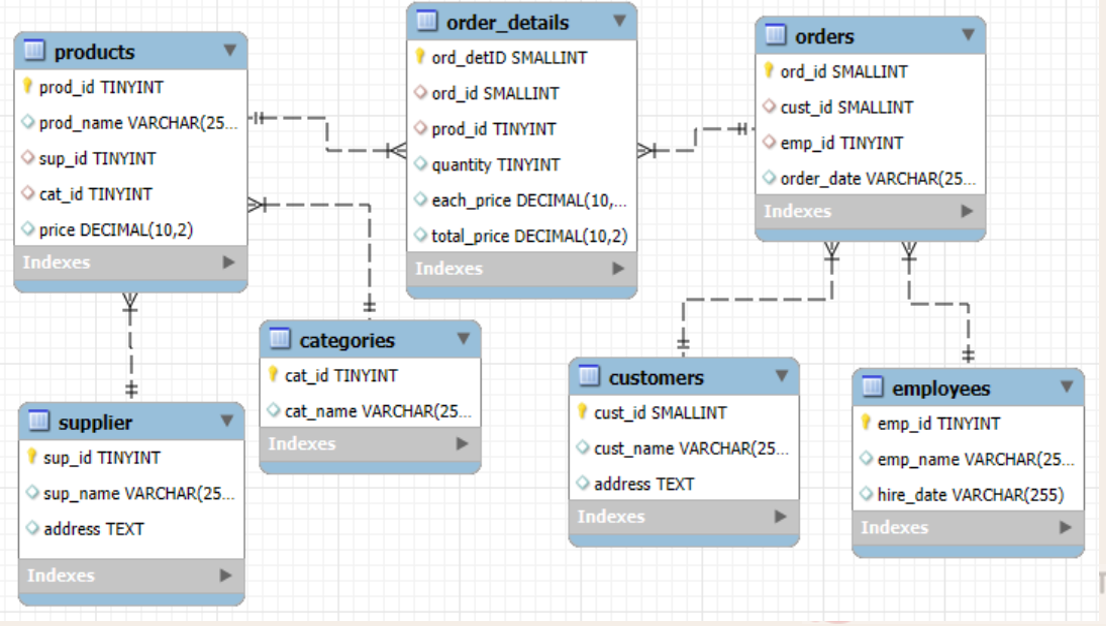 products
prod_id TINYINT
prod_name VARCHAR(25...
sup_id TINYINT
cat_id TINYINT
price DECIMAL(10,2)
Indexes
order_details
ord_detID SMALLINT
ord_id SMALLINT
prod_id TINYINT
quantity TINYINT
each_price DECIMAL(10,...
total_price DECIMAL(10,2)
Indexes
orders
ord_id SMALLINT
cust_id SMALLINT
emp_id TINYINT
order_date VARCHAR(25...
Indexes
supplier
sup_id TINYINT
sup_name VARCHAR(25...
address TEXT
Indexes
categories
cat_id TINYINT
cat_name VARCHAR(25...
Indexes
customers
cust_id SMALLINT
cust_name VARCHAR(25...
address TEXT
Indexes
employees
emp_id TINYINT
emp_name VARCHAR(25...
hire_date VARCHAR(255)
Indexes